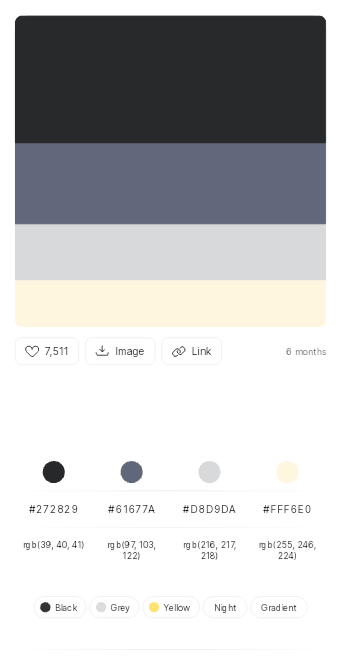 7,511 Image Link 6 months
#272829 #61677A #D8D9DA #FFF6E0
rgb(39, 40, 41) rgb(97, 103, rgb(216, 217, rgb(255, 246,
122) 218) 224)
Black Grey Yellow Night Gradient